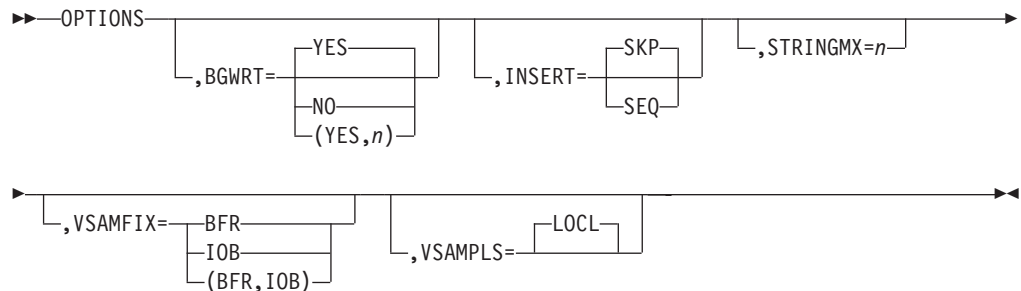 OPTIONS
,BGWRT= YES
NO
(YES,n)
,INSERT= SKP
SEQ
,STRINGMX=n
,VSAMFIX= BFR
IOB
(BFR,IOB)
,VSAMPLS= LOCL